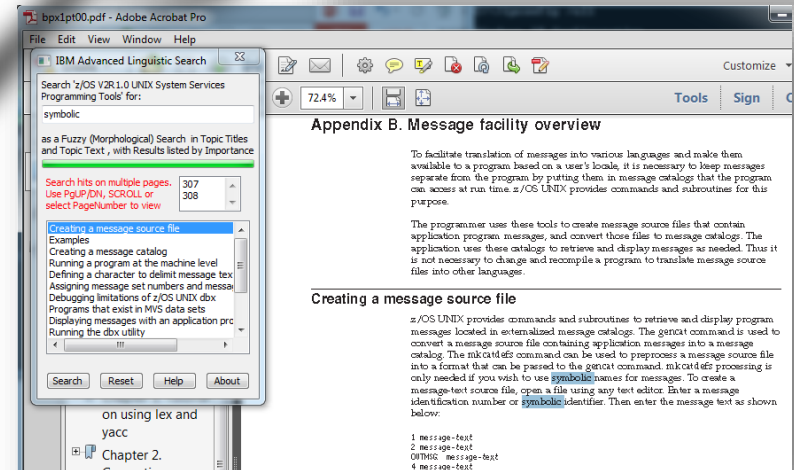 bpx1pt00.pdf - Adobe Acrobat Pro
File Edit View Window Help
IBM Advanced Linguistic Search
Search 'z/OS V2R1.0 UNIX System Services
Programming Tools' for:
symbolic
as a Fuzzy (Morphological) Search in Topic Titles
and Topic Text , with Results listed by Importance
Search hits on multiple pages.
Use PgUP/DN, SCROLL or
select PageNumber to view
307
308
Creating a message source file
Examples
Creating a message catalog
Running a program at the machine level
Defining a character to delimit message tex
Assigning message set numbers and messa
Debugging limitations of z/OS UNIX dbx
Programs that exist in MVS data sets
Displaying messages with an application pro
Running the dbx utility
Search Reset Help About
on using lex and
yacc
Chapter 2.
Customize
72.4%
Tools Sign
Appendix B. Message facility overview
To facilitate translation of messages into various languages and make them
available to a program based on a user's locale, it is necessary to keep messages
separate from the program by putting them in message catalogs that the program
can access at run time. z/OS UNIX provides commands and subroutines for this
purpose.
The programmer uses these tools to create message source files that contain
application program messages, and convert those files to message catalogs. The
application uses these catalogs to retrieve and display messages as needed. Thus it
is not necessary to change and recompile a program to translate message source
files into other languages.
Creating a message source file
z/OS UNIX provides commands and subroutines to retrieve and display program
messages located in externalized message catalogs. The gencat command is used to
convert a message source file containing application messages into a message
catalog. The mkcatdefs command can be used to preprocess a message source file
into a format that can be passed to the gencat command. mkcatdefs processing is
only needed if you wish to use symbolic names for messages. To create a
message-text source file, open a file using any text editor. Enter a message
identification number or symbolic identifier. Then enter the message text as shown
below:
1 message-text
2 message-text
OUTMSG message-text
4 message-text